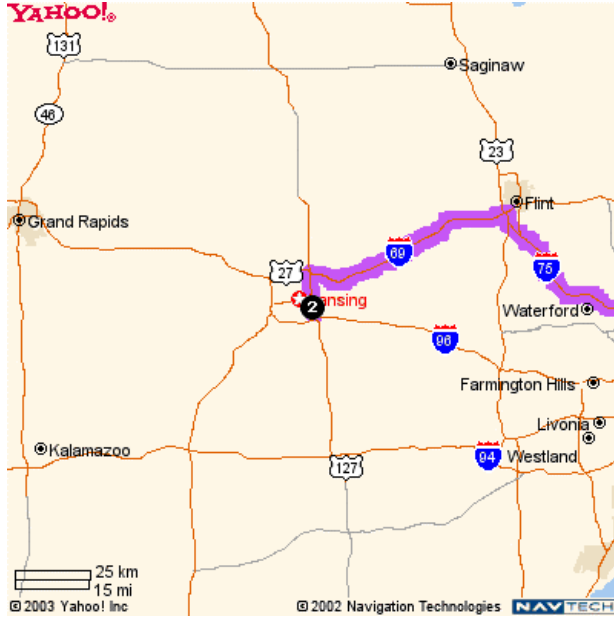 YAHOO!®
131
Saginaw
46
23
Flint
Grand Rapids
69
27
75
ansing
2
Waterford
96
Farmington Hills
Livonia
Kalamazoo
127
94
Westland
25 km
15 mi
© 2003 Yahoo! Inc
© 2002 Navigation Technologies
NAVTECH